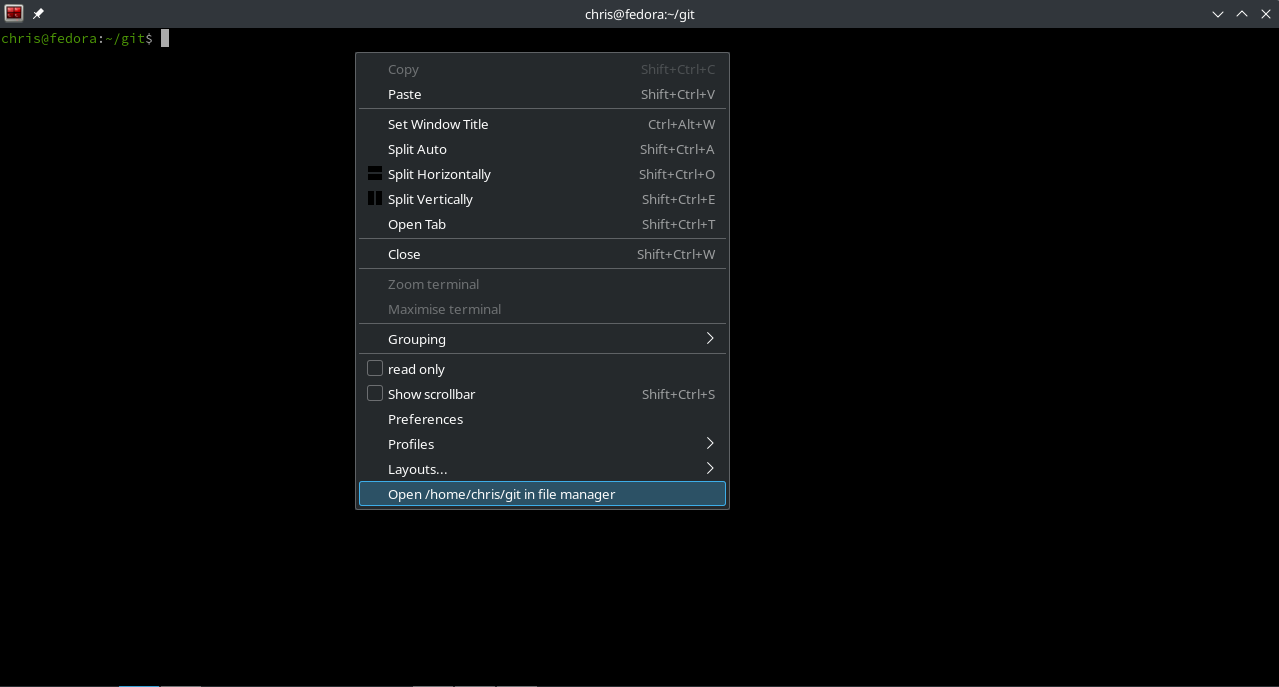 chris@fedora:~/git
chris@fedora:~/git$
Copy Shift+Ctrl+C
Paste Shift+Ctrl+V
Set Window Title Ctrl+Alt+W
Split Auto Shift+Ctrl+A
Split Horizontally Shift+Ctrl+O
Split Vertically Shift+Ctrl+E
Open Tab Shift+Ctrl+T
Close Shift+Ctrl+W
Zoom terminal
Maximise terminal
Grouping
read only
Show scrollbar Shift+Ctrl+S
Preferences
Profiles
Layouts...
Open /home/chris/git in file manager